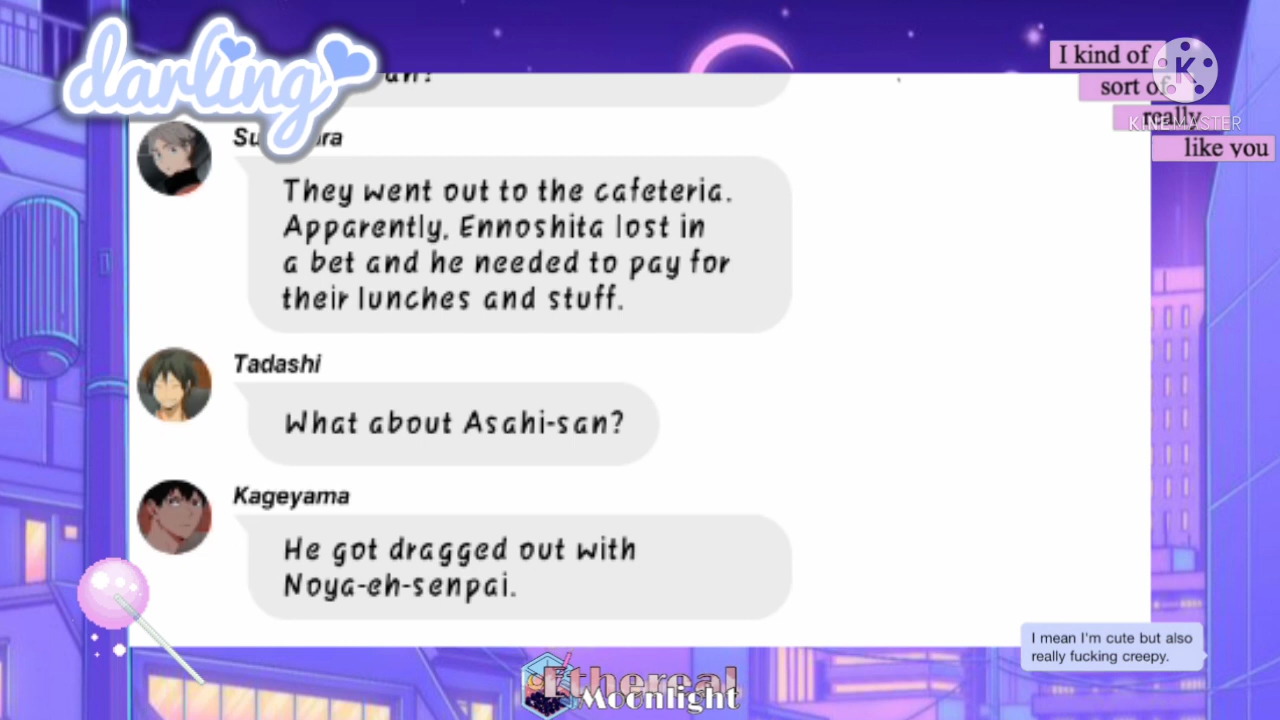 darling
I kind of
sort of
really
like you
KINEMASTER
They went out to the cafeteria.
Apparently, Ennoshita lost in
a bet and he needed to pay for
their lunches and stuff.
Tadashi
What about Asahi-san?
Kageyama
He got dragged out with
Noya-eh-senpai.
I mean I'm cute but also
really fucking creepy.
Ethereal
Moonlight